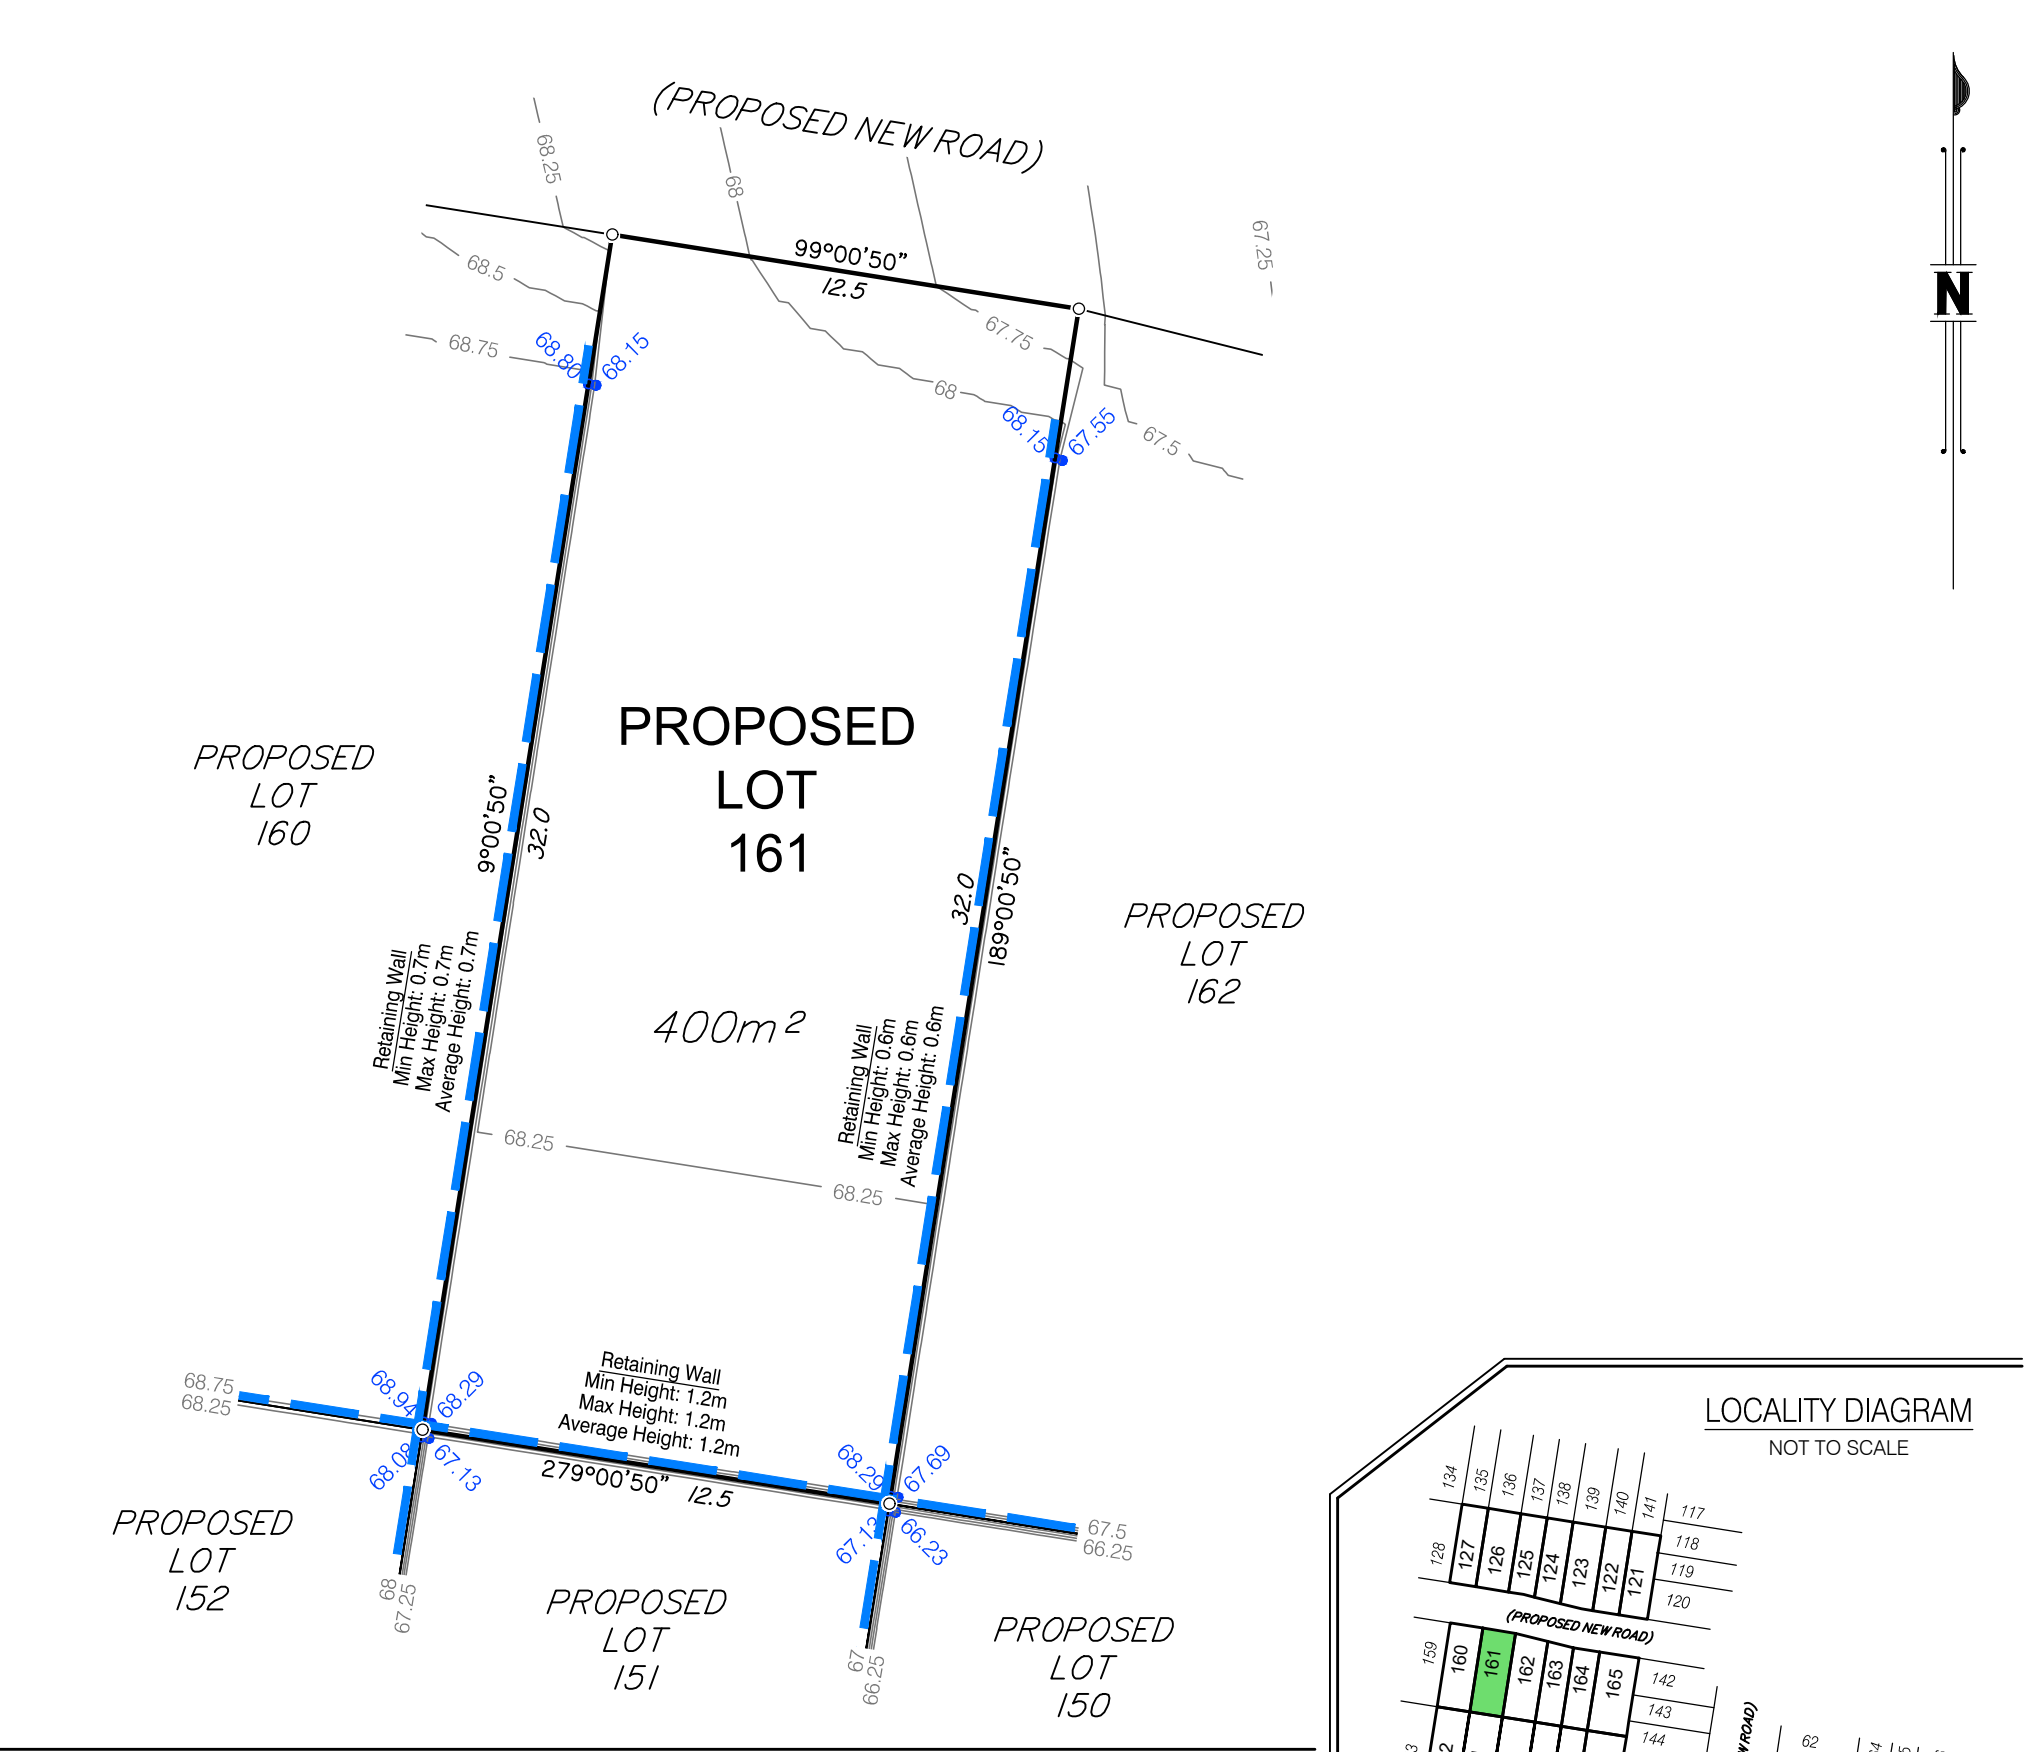 (PROPOSED NEW ROAD)
68.25
68
67.25
68.5
99°00'50"
12.5
68.75
68.80
68.15
67.75
68
68.15
67.55
67.5
N
PROPOSED
LOT
161
400m²
PROPOSED
LOT
160
9°00'50"
32.0
32.0
189°00'50"
PROPOSED
LOT
162
Retaining Wall
Min Height: 0.7m
Max Height: 0.7m
Average Height: 0.7m
Retaining Wall
Min Height: 0.6m
Max Height: 0.6m
Average Height: 0.6m
68.25
68.25
Retaining Wall
Min Height: 1.2m
Max Height: 1.2m
Average Height: 1.2m
279°00'50"
12.5
68.75
68.25
68.94
68.29
68.08
67.13
68.29
67.69
67.13
66.23
67.5
66.25
68
67.25
67
66.25
PROPOSED
LOT
152
PROPOSED
LOT
151
PROPOSED
LOT
150
LOCALITY DIAGRAM
NOT TO SCALE
134
135
136
137
138
139
140
141
117
118
119
120
128
127
126
125
124
123
122
121
(PROPOSED NEW ROAD)
159
160
161
162
163
164
165
142
143
144
62